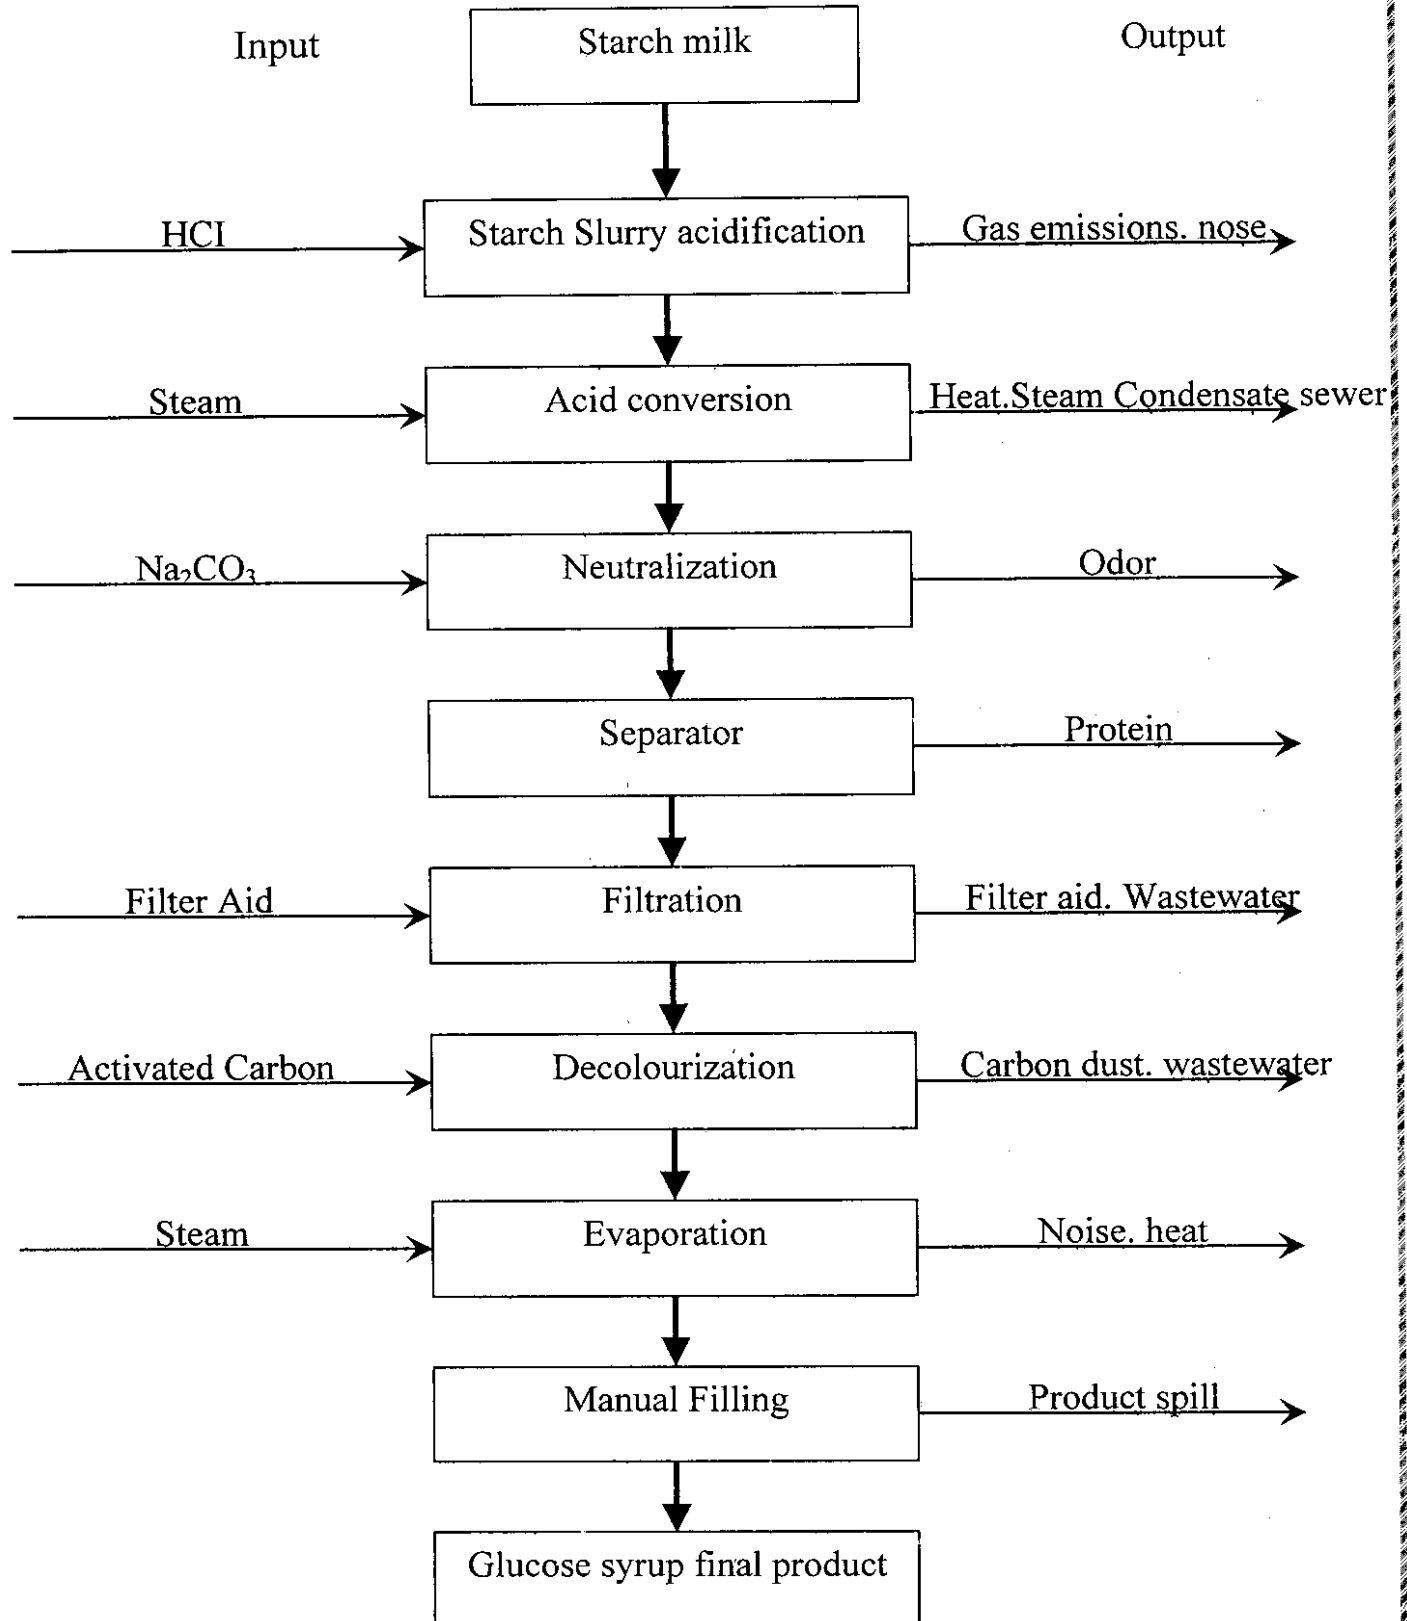 Input
Starch milk
Output
HCI
Starch Slurry acidification
Gas emissions. nose
Steam
Acid conversion
Heat.Steam Condensate sewer
Na₂CO₃
Neutralization
Odor
Separator
Protein
Filter Aid
Filtration
Filter aid. Wastewater
Activated Carbon
Decolourization
Carbon dust. wastewater
Steam
Evaporation
Noise. heat
Manual Filling
Product spill
Glucose syrup final product